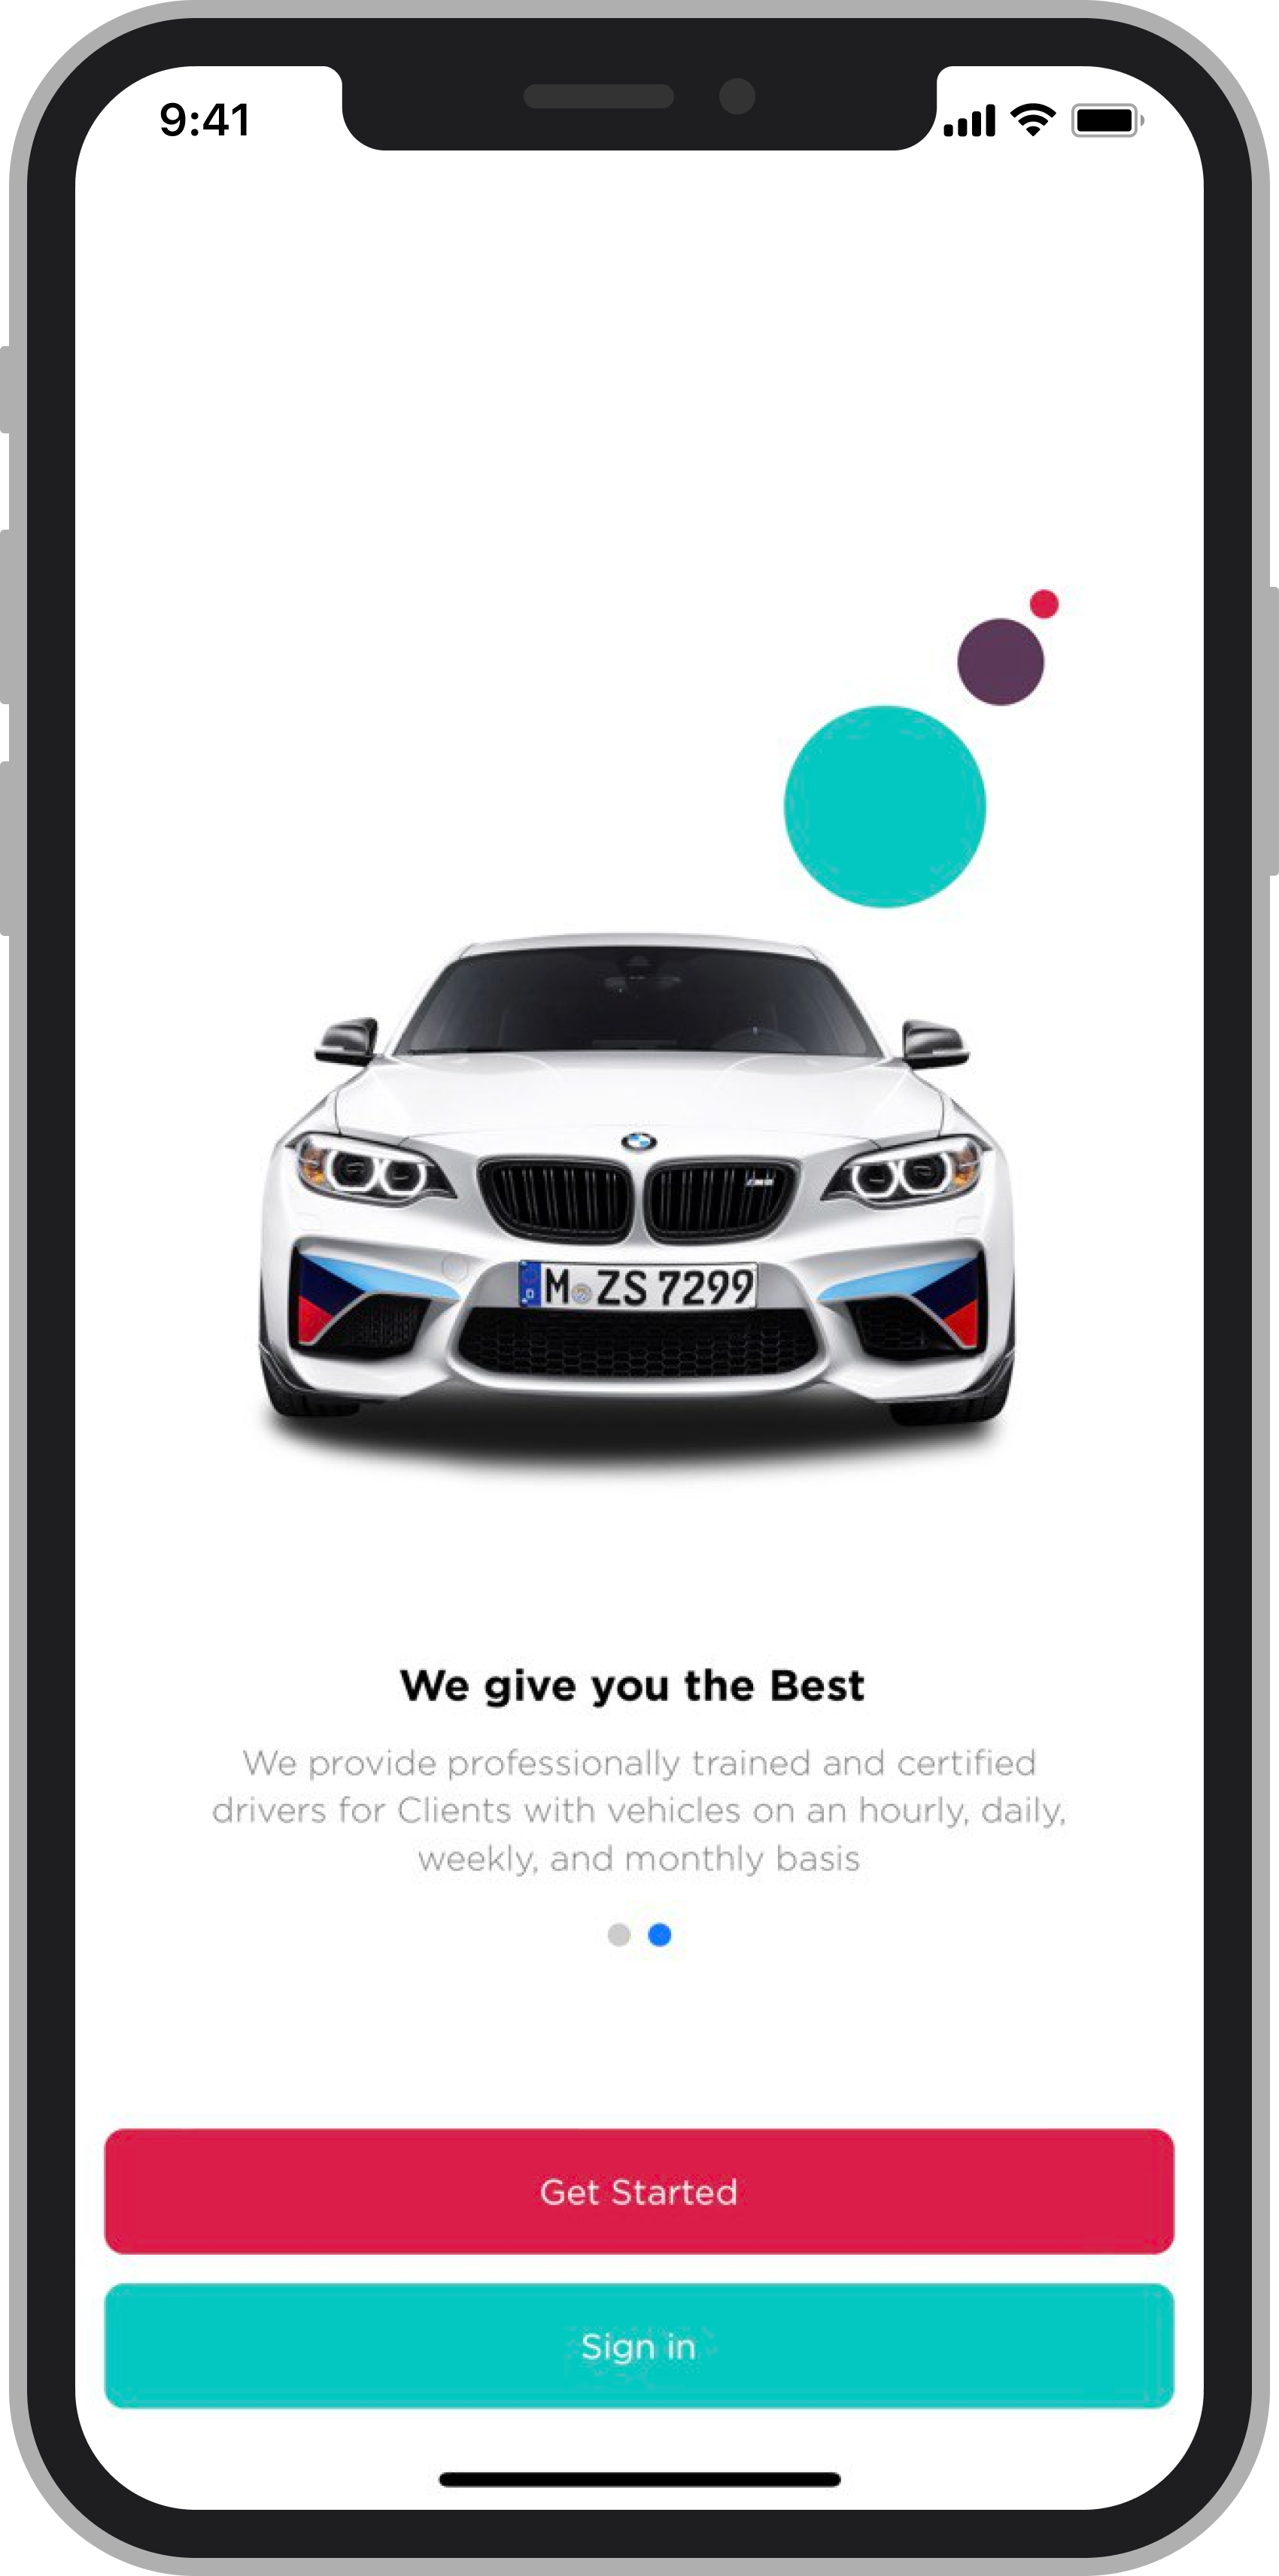 9:41
M ZS 7299
We give you the Best
We provide professionally trained and certified
drivers for Clients with vehicles on an hourly, daily,
weekly, and monthly basis
Get Started
Sign in